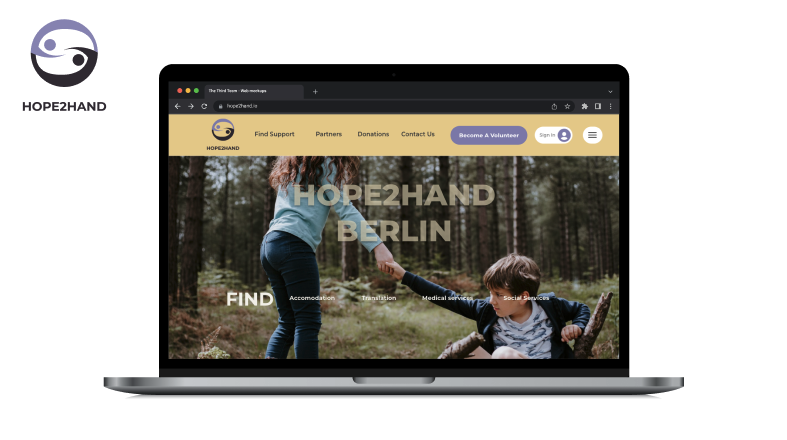 HOPE2HAND
The Third Team - Web mockups
hope2hand.io
HOPE2HAND
Find Support
Partners
Donations
Contact Us
Become A Volunteer
Sign In
HOPE2HAND
BERLIN
FIND
Accomodation
Translation
Medical services
Social Services